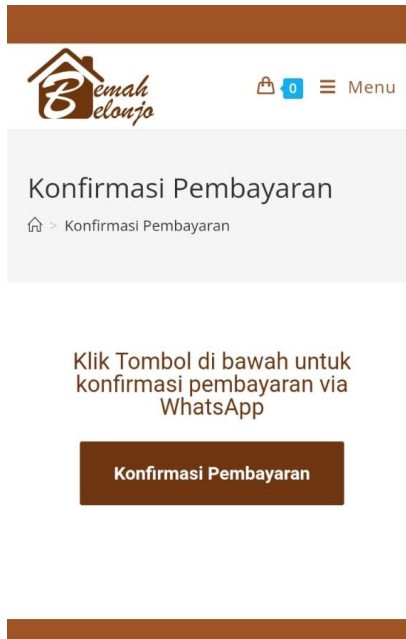 Bemah
Belonjo
0 Menu
Konfirmasi Pembayaran
> Konfirmasi Pembayaran
Klik Tombol di bawah untuk
konfirmasi pembayaran via
WhatsApp
Konfirmasi Pembayaran